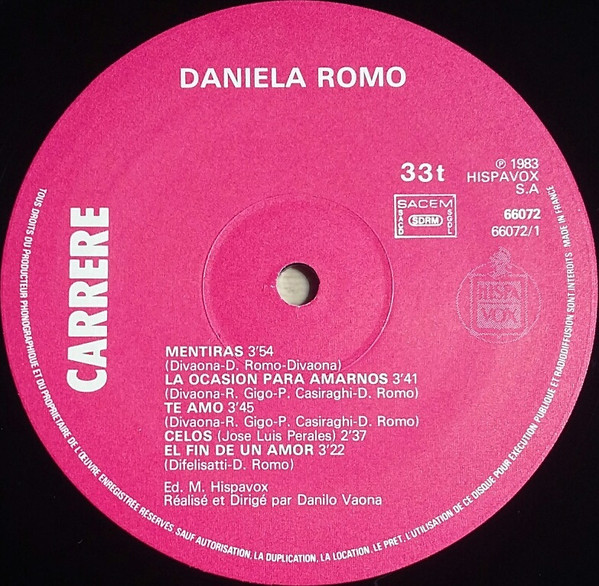 DANIELA ROMO
33t
℗ 1983
HISPAVOX
S.A
SACEM
SACD
SDRM
SGDL
66072
66072/1
CARRERE
HISPA
VOX
MENTIRAS 3'54
(Divaona-D. Romo-Divaona)
LA OCASION PARA AMARNOS 3'41
(Divaona-R. Gigo-P. Casiraghi-D. Romo)
TE AMO 3'45
(Divaona-R. Gigo-P. Casiraghi-D. Romo)
CELOS (Jose Luis Perales) 2'37
EL FIN DE UN AMOR 3'22
(Difelisatti-D. Romo)
Ed. M. Hispavox
Réalisé et Dirigé par Danilo Vaona
TOUS DROITS DU PRODUCTEUR PHONOGRAPHIQUE ET DU PROPRIETAIRE DE L'ŒUVRE ENREGISTREE RESERVES. SAUF AUTORISATION, LA DUPLICATION, LA LOCATION, LE PRET, L'UTILISATION DE CE DISQUE POUR EXECUTION PUBLIQUE ET RADIODIFFUSION SONT INTERDITS MADE IN FRANCE